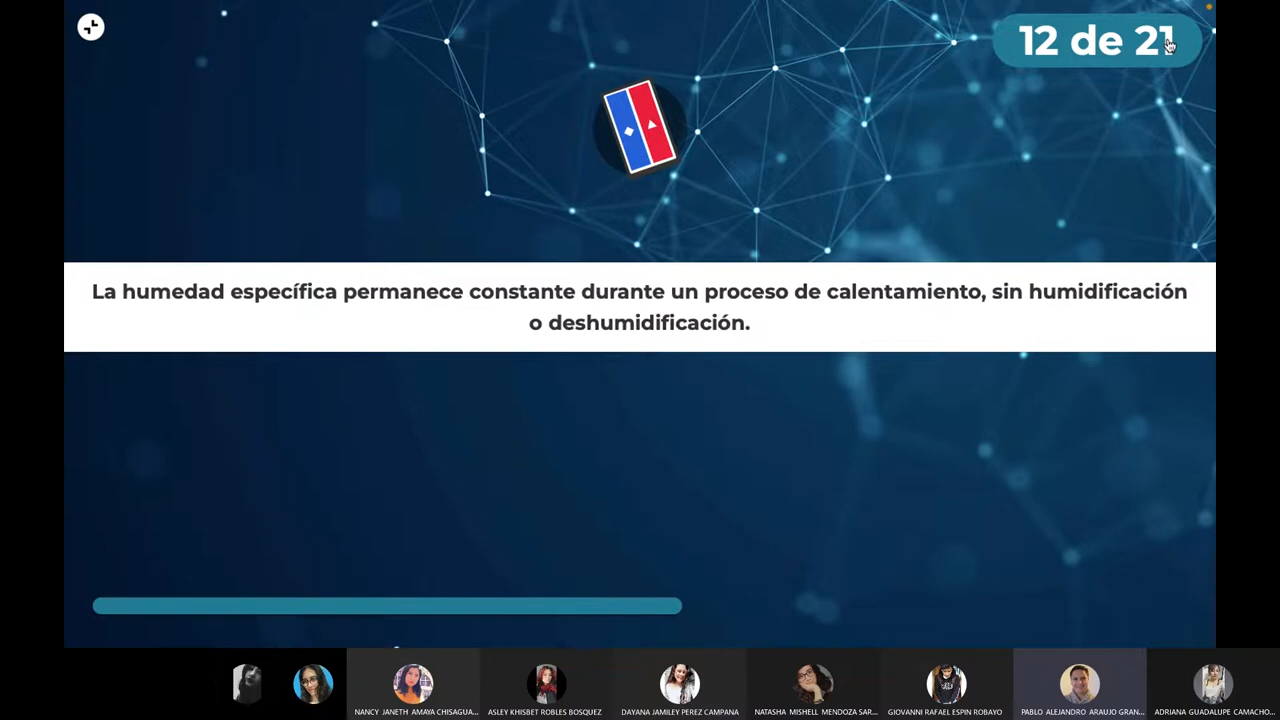 12 de 21
La humedad específica permanece constante durante un proceso de calentamiento, sin humidificación
o deshumidificación.
NANCY JANETH AMAYA CHISAGUA...
ASLEY KHISBET ROBLES BOSQUEZ
DAYANA JAMILEY PEREZ CAMPANA
NATASHA MISHELL MENDOZA SAR...
GIOVANNI RAFAEL ESPIN ROBAYO
PABLO ALEJANDRO ARAUJO GRAN...
ADRIANA GUADALUPE CAMACHO...